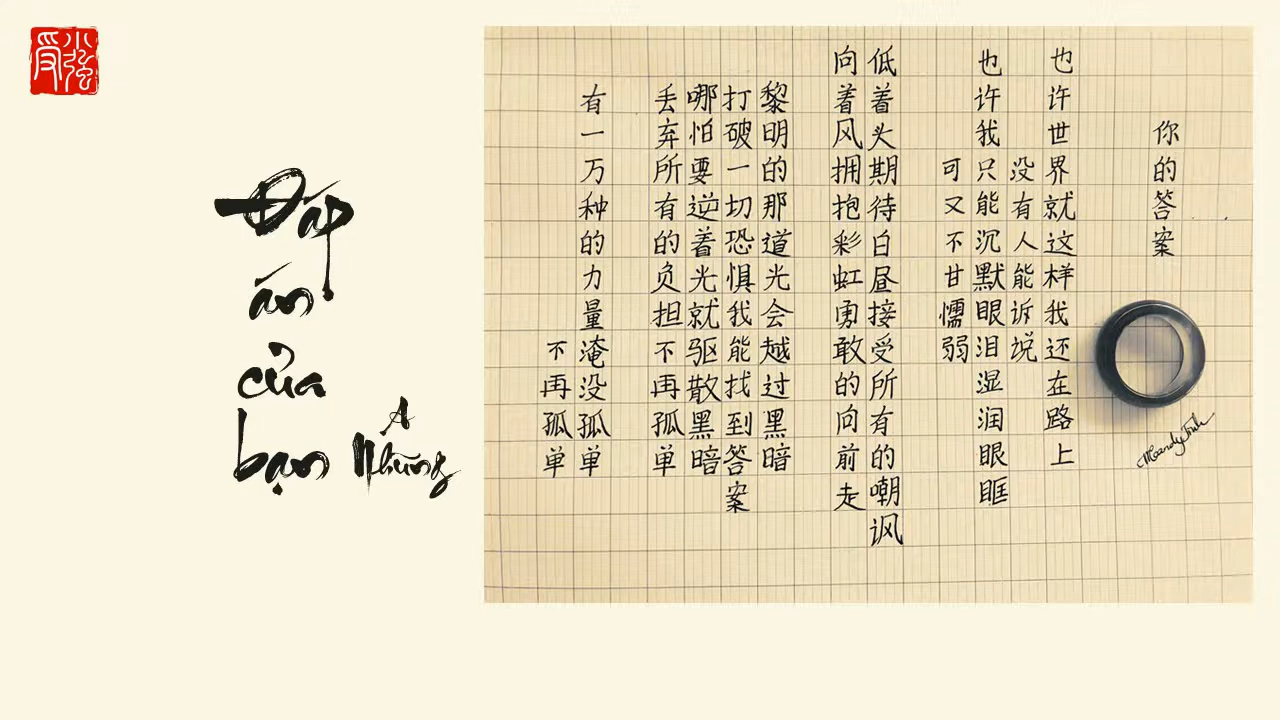 Đáp
án
của
bạn
A
Nhũng
你的答案
也许世界就这样我还在路上
没有人能诉说
也许我只能沉默眼泪湿润眼眶
可又不甘懦弱
低着头期待白昼接受所有的嘲讽
向着风拥抱彩虹勇敢的向前走
黎明的那道光会越过黑暗
打破一切恐惧我能找到答案
哪怕要逆着光就驱散黑暗
丢弃所有的负担不再孤单
有一万种的力量淹没孤单
不再孤单